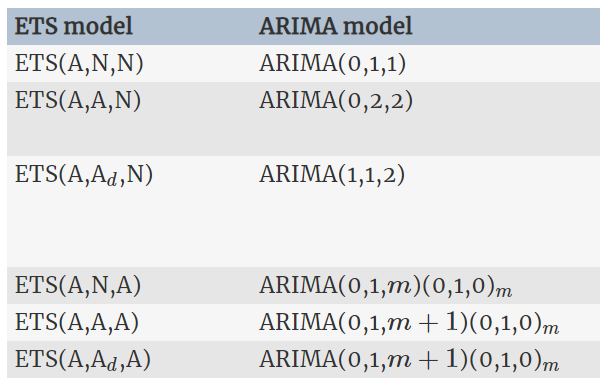 ETS model ARIMA model
ETS(A,N,N) ARIMA(0,1,1)
ETS(A,A,N) ARIMA(0,2,2)
ETS(A,A_d,N) ARIMA(1,1,2)
ETS(A,N,A) ARIMA(0,1,m)(0,1,0)_m
ETS(A,A,A) ARIMA(0,1,m + 1)(0,1,0)_m
ETS(A,A_d,A) ARIMA(0,1,m + 1)(0,1,0)_m